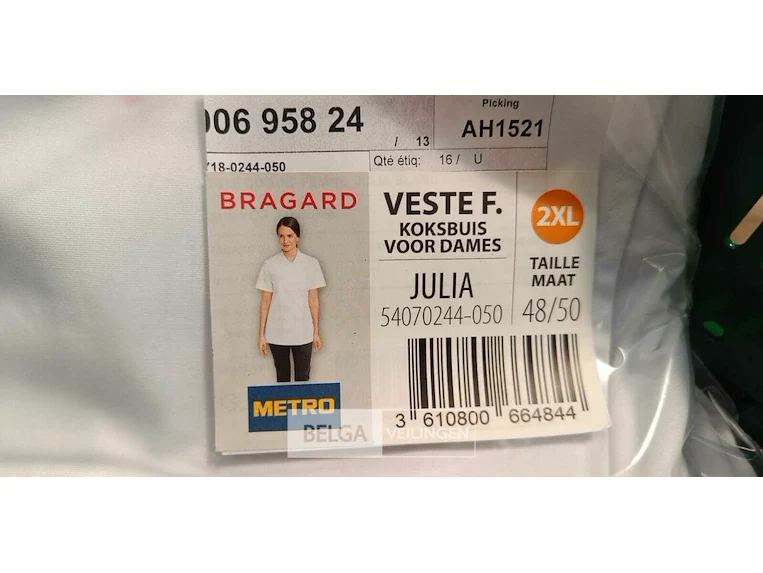 Picking
006 958 24
/ 13
AH1521
718-0244-050
Qté étiq: 16 / U
BRAGARD
VESTE F.
KOKSBUIS
VOOR DAMES
2XL
TAILLE
MAAT
JULIA
54070244-050
48/50
METRO
3 610800 664844
BELGA VEILINGEN